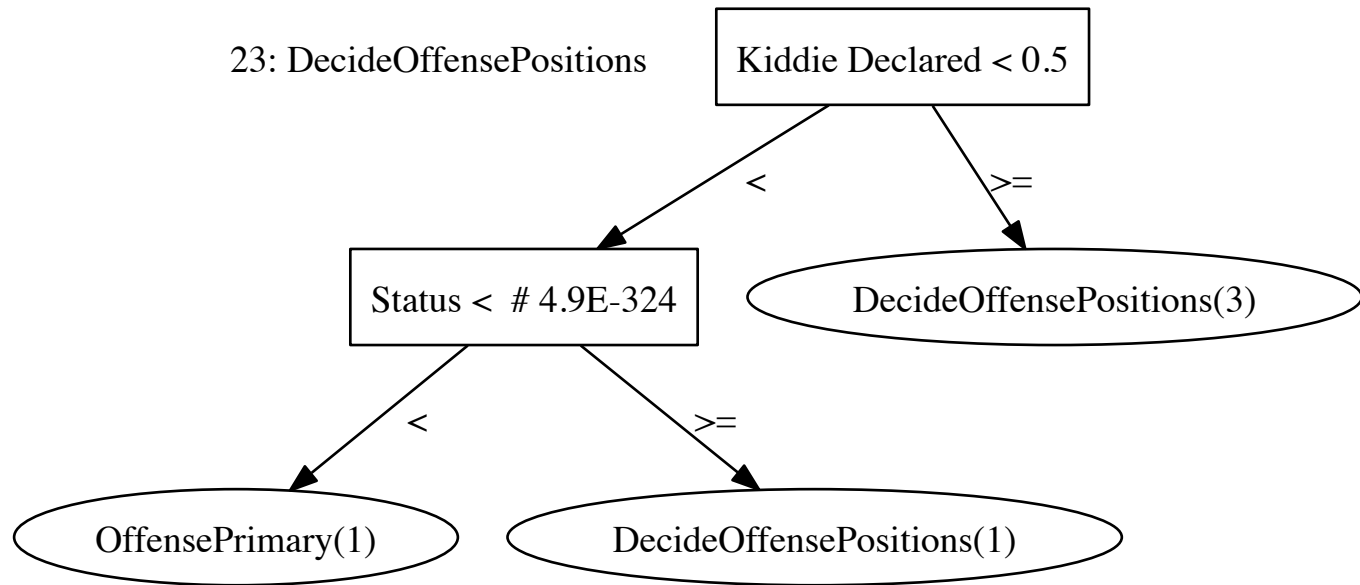 23: DecideOffensePositions
Kiddie Declared < 0.5
<
>=
Status <  # 4.9E-324
DecideOffensePositions(3)
<
>=
OffensePrimary(1)
DecideOffensePositions(1)